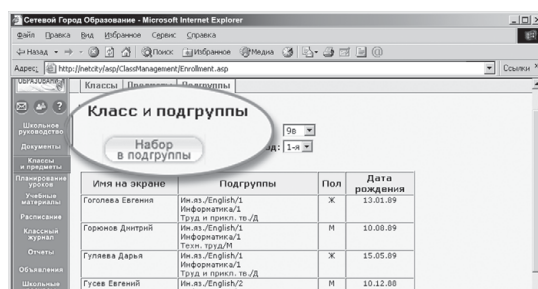 Сетевой Город Образование - Microsoft Internet Explorer
Файл Правка Вид Избранное Сервис Справка
Назад Поиск Избранное Медиа
Адрес: http://netcity/asp/ClassManagement/Enrollment.asp Ссылки
Классы Предметы Подгруппы
Класс и подгруппы
9в
Набор
в подгруппы
1-я
Школьное
руководство
Документы
Классы
и предметы
Планирование
уроков
Учебные
материалы
Расписание
Классный
журнал
Отчеты
Объявления
Школьные
Имя на экране Подгруппы Пол Дата рождения
Гоголева Евгения Ин.яз./English/1 Ж 13.01.89
Информатика/1
Труд и прикл. тв./Д
Горюнов Дмитрий Ин.яз./English/1 М 10.08.89
Информатика/1
Техн. труд/М
Гуляева Дарья Ин.яз./English/1 Ж 15.05.89
Информатика/1
Труд и прикл. тв./Д
Гусев Евгений Ин.яз./English/2 М 10.12.88